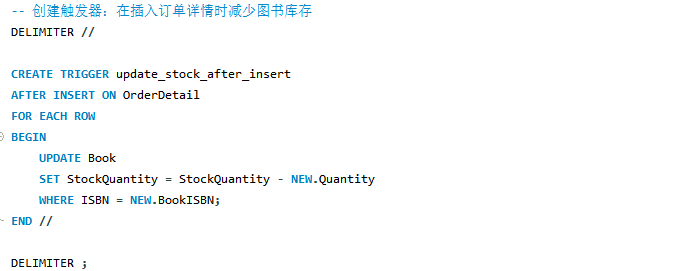 -- 创建触发器：在插入订单详情时减少图书库存
DELIMITER //
CREATE TRIGGER update_stock_after_insert
AFTER INSERT ON OrderDetail
FOR EACH ROW
BEGIN
    UPDATE Book
    SET StockQuantity = StockQuantity - NEW.Quantity
    WHERE ISBN = NEW.BookISBN;
END //
DELIMITER ;